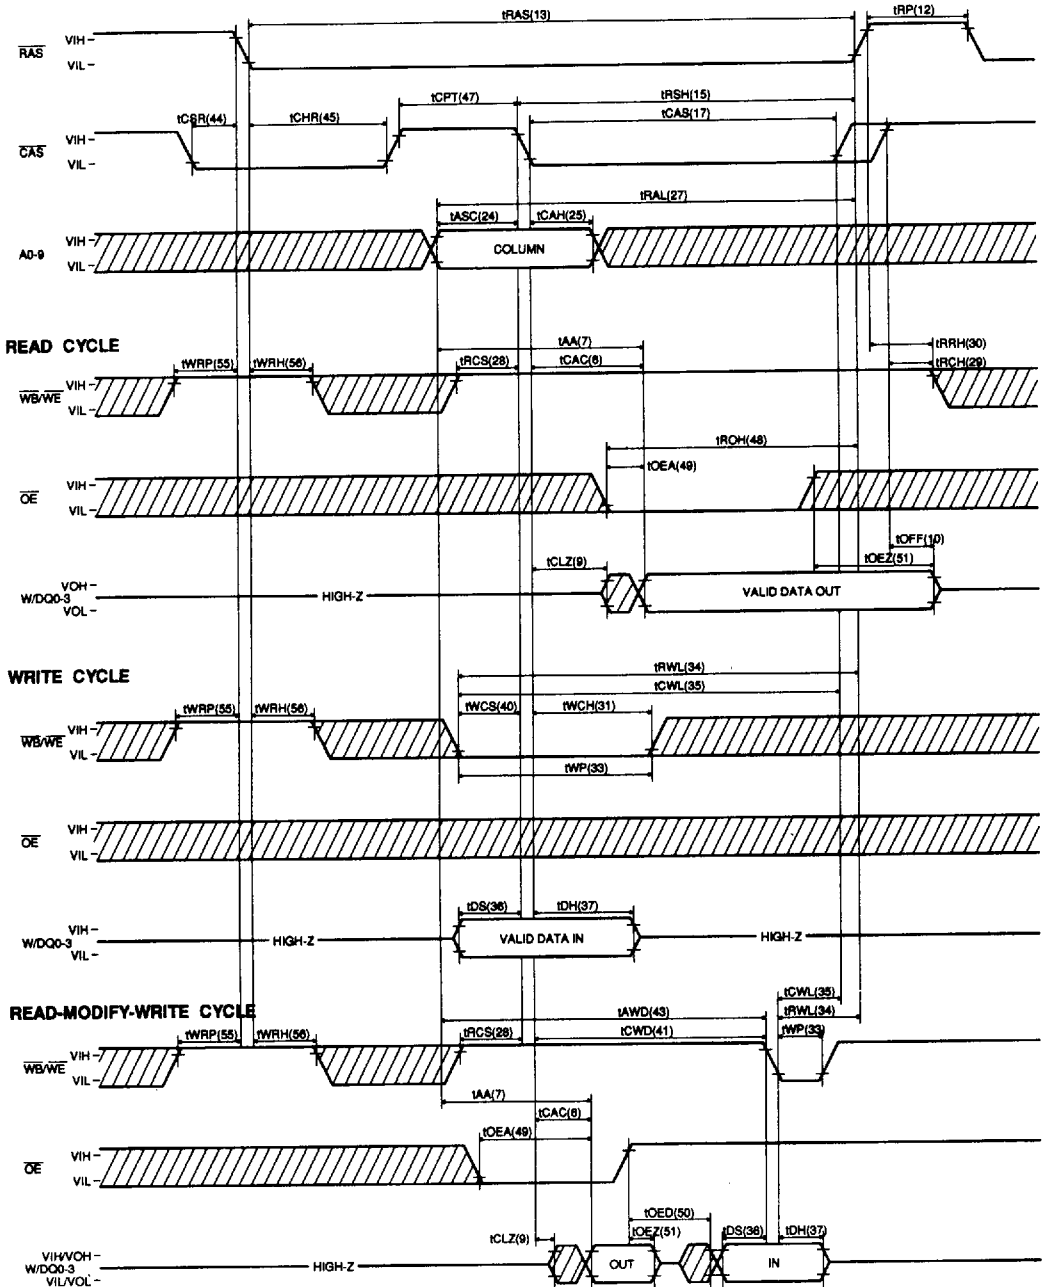 tRAS(13) tRP(12)
RAS VIH
VIL
tCPT(47) tRSH(15)
tCSR(44) tCHR(45) tCAS(17)
CAS VIH
VIL
tRAL(27)
tASC(24) tCAH(25)
A0-9 VIH
VIL
COLUMN
READ CYCLE
tAA(7) tRRH(30)
tWRP(55) tWRH(56) tRCS(28) tCAC(6) tRCH(29)
WB/WE VIH
VIL
tROH(48)
tOEA(49)
OE VIH
VIL
tOFF(10)
tCLZ(9) tOEZ(51)
VOH
W/DQ0-3 HIGH-Z VALID DATA OUT
VOL
WRITE CYCLE
tRWL(34)
tCWL(35)
tWRP(55) tWRH(56) tWCS(40) tWCH(31)
WB/WE VIH
VIL
tWP(33)
OE VIH
VIL
tDS(36) tDH(37)
VIH
W/DQ0-3 HIGH-Z VALID DATA IN HIGH-Z
VIL
READ-MODIFY-WRITE CYCLE
tCWL(35)
tAWD(43) tRWL(34)
tWRP(55) tWRH(56) tRCS(28) tCWD(41) tWP(33)
WB/WE VIH
VIL
tAA(7)
tCAC(6)
tOEA(49)
OE VIH
VIL
tOED(50)
tCLZ(9) tOEZ(51) tDS(36) tDH(37)
VIH/VOH
W/DQ0-3 HIGH-Z OUT IN
VIL/VOL